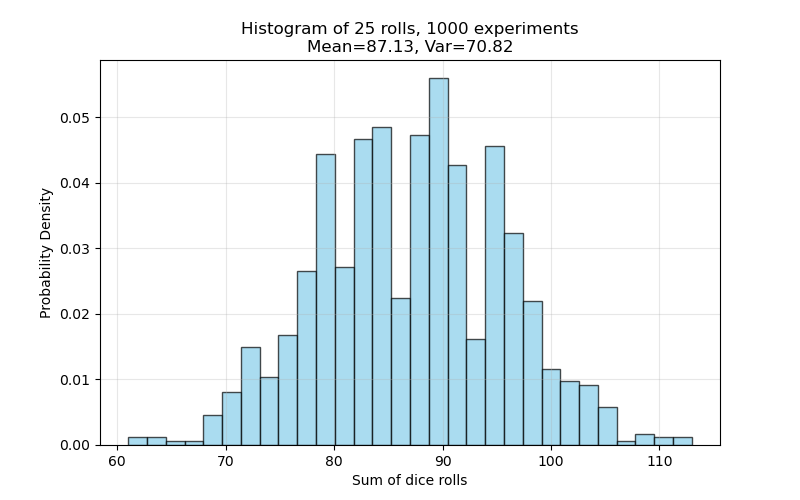 Histogram of 25 rolls, 1000 experiments
Mean=87.13, Var=70.82
Probability Density
0.05
0.04
0.03
0.02
0.01
0.00
60 70 80 90 100 110
Sum of dice rolls